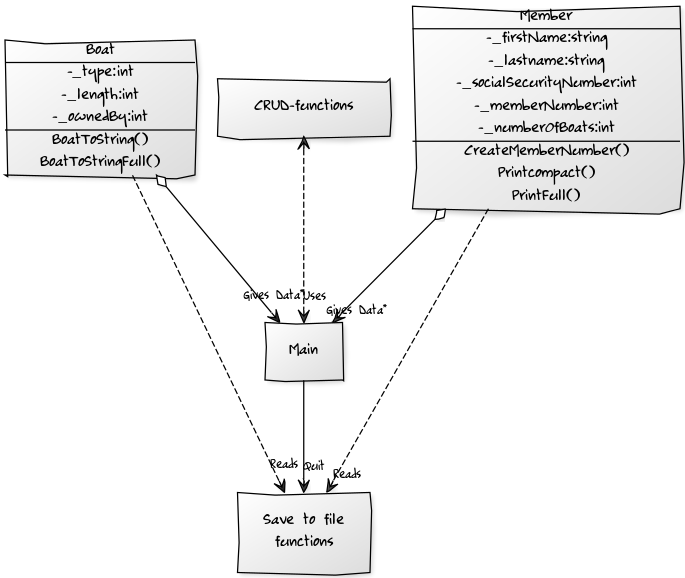 Boat
-_type:int
-_length:int
-_ownedBy:int
BoatToString()
BoatToStringFull()
CRUD-functions
Member
-_firstName:string
-_lastname:string
-_socialSecurityNumber:int
-_memberNumber:int
-_numberOfBoats:int
CreateMemberNumber()
Printcompact()
PrintFull()
Gives Data*
Uses
Gives Data*
Main
Reads
Quit
Reads
Save to file
functions